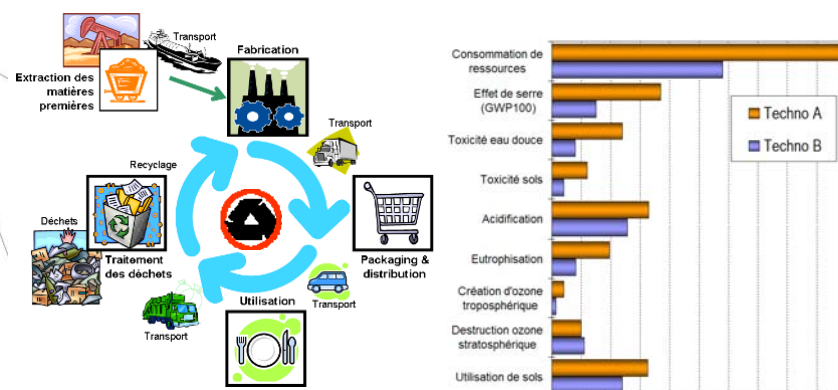 Transport
Fabrication
Extraction des
matières
premières
Transport
Recyclage
Déchets
Traitement
des déchets
Packaging &
distribution
Utilisation
Transport
Transport
Consommation de
ressources
Effet de serre
(GWP100)
Toxicité eau douce
Toxicité sols
Acidification
Eutrophisation
Création d'ozone
troposphérique
Destruction ozone
stratosphérique
Utilisation de sols
Techno A
Techno B